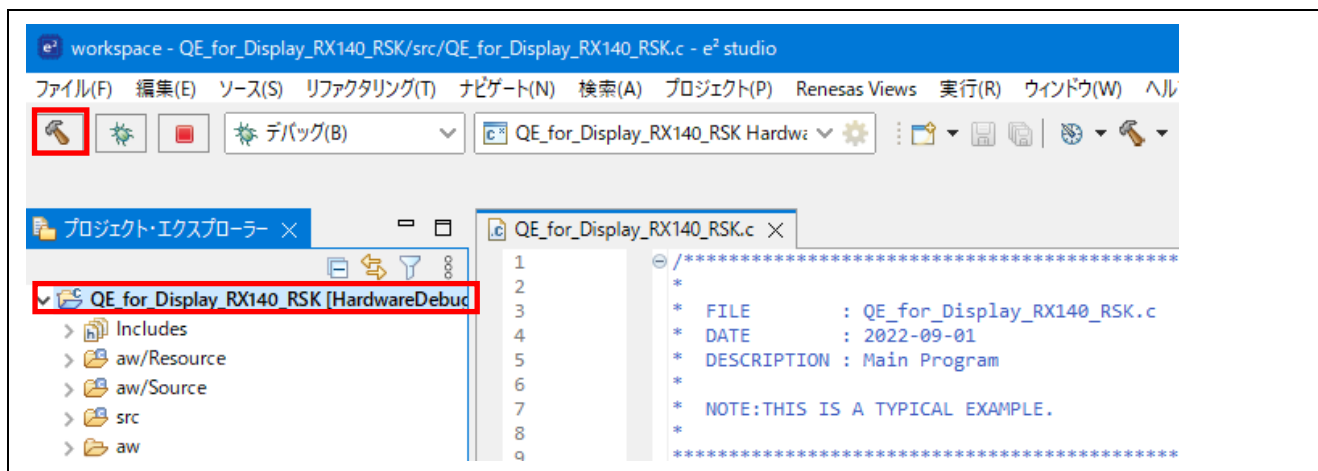 workspace - QE_for_Display_RX140_RSK/src/QE_for_Display_RX140_RSK.c - e² studio
ファイル(F) 編集(E) ソース(S) リファクタリング(T) ナビゲート(N) 検索(A) プロジェクト(P) Renesas Views 実行(R) ウィンドウ(W) ヘル
デバッグ(B) QE_for_Display_RX140_RSK Hardwa
プロジェクト・エクスプローラー
QE_for_Display_RX140_RSK.c
QE_for_Display_RX140_RSK [HardwareDebug
Includes
aw/Resource
aw/Source
src
aw
1 /*********************************************
2 *
3 * FILE : QE_for_Display_RX140_RSK.c
4 * DATE : 2022-09-01
5 * DESCRIPTION : Main Program
6 *
7 * NOTE:THIS IS A TYPICAL EXAMPLE.
8 *
9 **********************************************